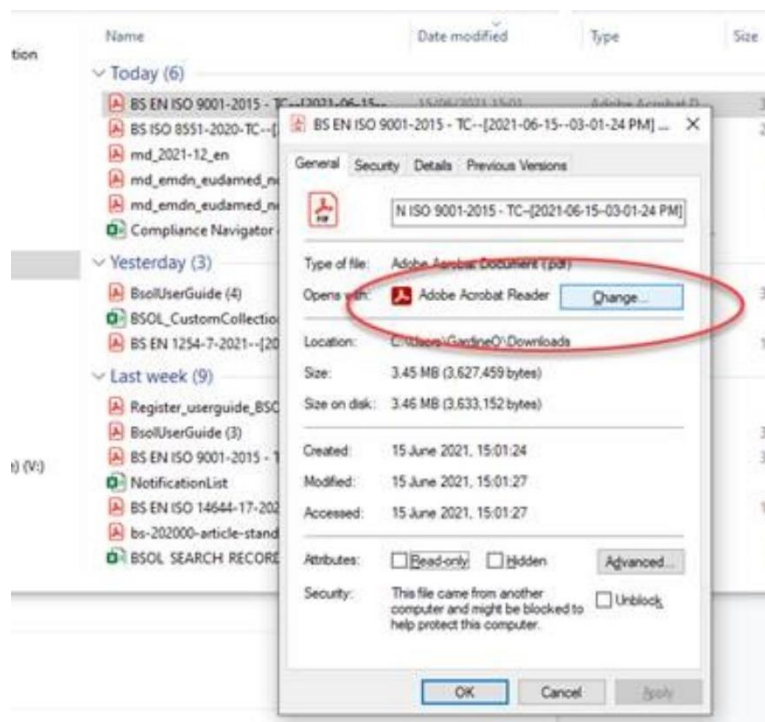 Name Date modified Type Size
tion
Today (6)
BS EN ISO 9001-2015 - TC--[2021-06-15-- 15/06/2021 15:01 Adobe Acrobat D
BS ISO 8551-2020-TC--[
md_2021-12_en
md_emdn_eudamed_n
md_emdn_eudamed_n
Compliance Navigator
Yesterday (3)
BsolUserGuide (4)
BSOL_CustomCollectio
BS EN 1254-7-2021--[20
Last week (9)
Register_userguide_BSO
BsolUserGuide (3)
BS EN ISO 9001-2015 - T
) (V:)
NotificationList
BS EN ISO 14644-17-202
bs-202000-article-stand
BSOL SEARCH RECORD
BS EN ISO 9001-2015 - TC--[2021-06-15--03-01-24 PM] ...
General Security Details Previous Versions
PDF
N ISO 9001-2015 - TC--[2021-06-15--03-01-24 PM]
Type of file: Adobe Acrobat Document (.pdf)
Opens with: Adobe Acrobat Reader Change...
Location: C:\Users\GardineO\Downloads
Size: 3.45 MB (3,627,459 bytes)
Size on disk: 3.46 MB (3,633,152 bytes)
Created: 15 June 2021, 15:01:24
Modified: 15 June 2021, 15:01:27
Accessed: 15 June 2021, 15:01:27
Attributes: Read-only Hidden Advanced...
Security: This file came from another Unblock
computer and might be blocked to
help protect this computer.
OK Cancel Apply